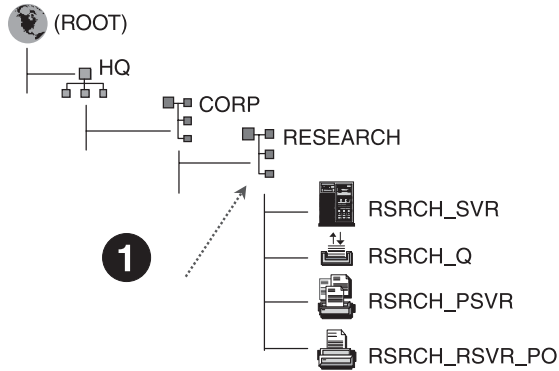 (ROOT)
HQ
CORP
RESEARCH
RSRCH_SVR
1
RSRCH_Q
RSRCH_PSVR
RSRCH_RSVR_PO